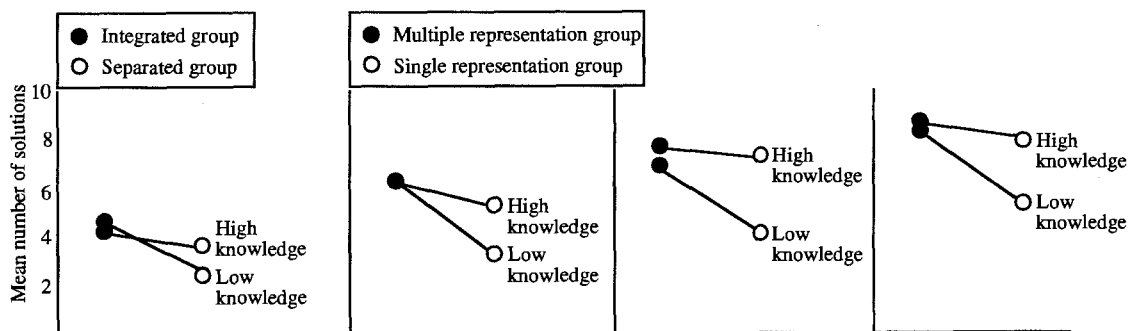 Integrated group
Separated group
Multiple representation group
Single representation group
Mean number of solutions
10
8
6
4
2
High
knowledge
Low
knowledge
High
knowledge
Low
knowledge
High
knowledge
Low
knowledge
High
knowledge
Low
knowledge